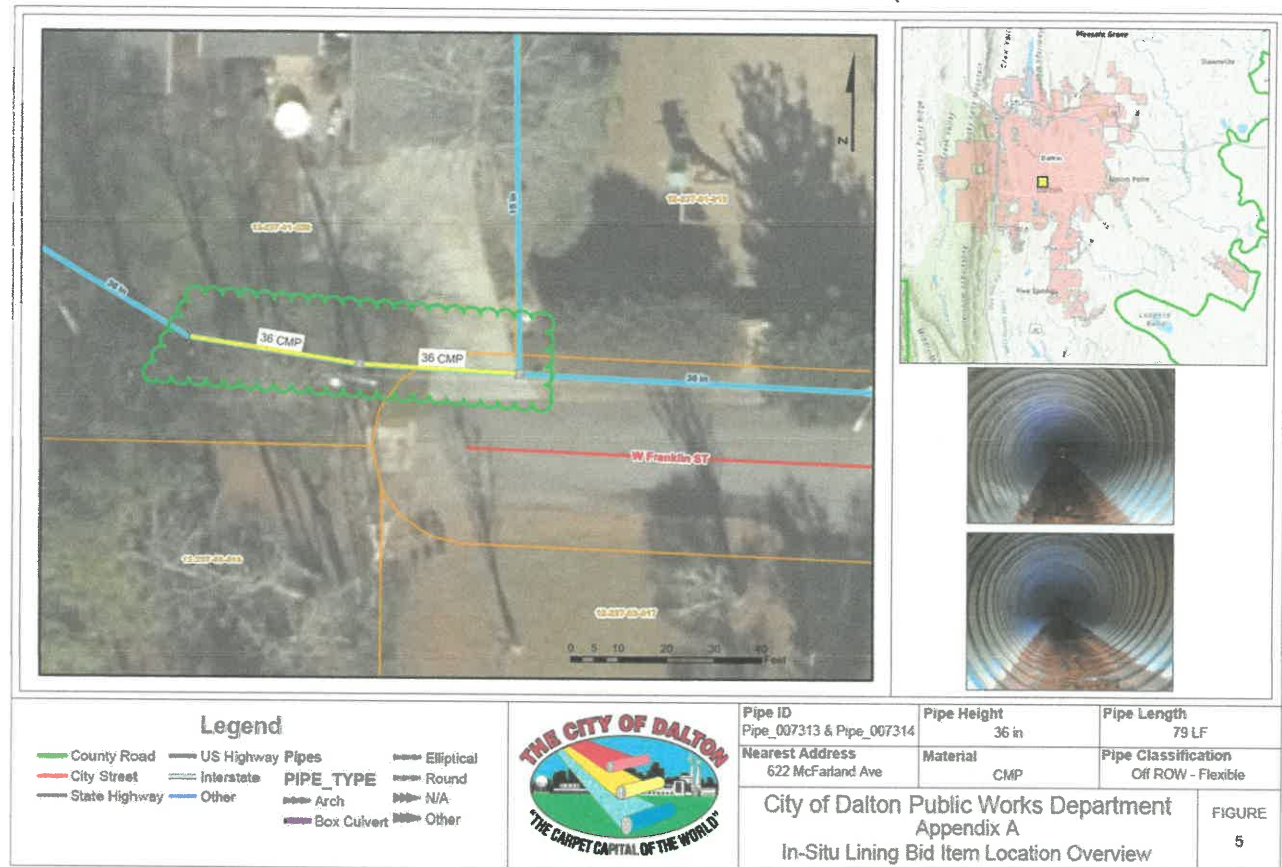 N
15 in
36 in
36 CMP
36 CMP
36 in
W Franklin ST
0 5 10 20 30 40
Feet
Dalton
Legend
County Road
City Street
State Highway
US Highway
Interstate
Other
Pipes
PIPE_TYPE
Arch
Box Culvert
Elliptical
Round
N/A
Other
THE CITY OF DALTON
"THE CARPET CAPITAL OF THE WORLD"
Pipe ID
Pipe_007313 & Pipe_007314
Pipe Height
36 in
Pipe Length
79 LF
Nearest Address
622 McFarland Ave
Material
CMP
Pipe Classification
Off ROW - Flexible
City of Dalton Public Works Department
Appendix A
In-Situ Lining Bid Item Location Overview
FIGURE
5